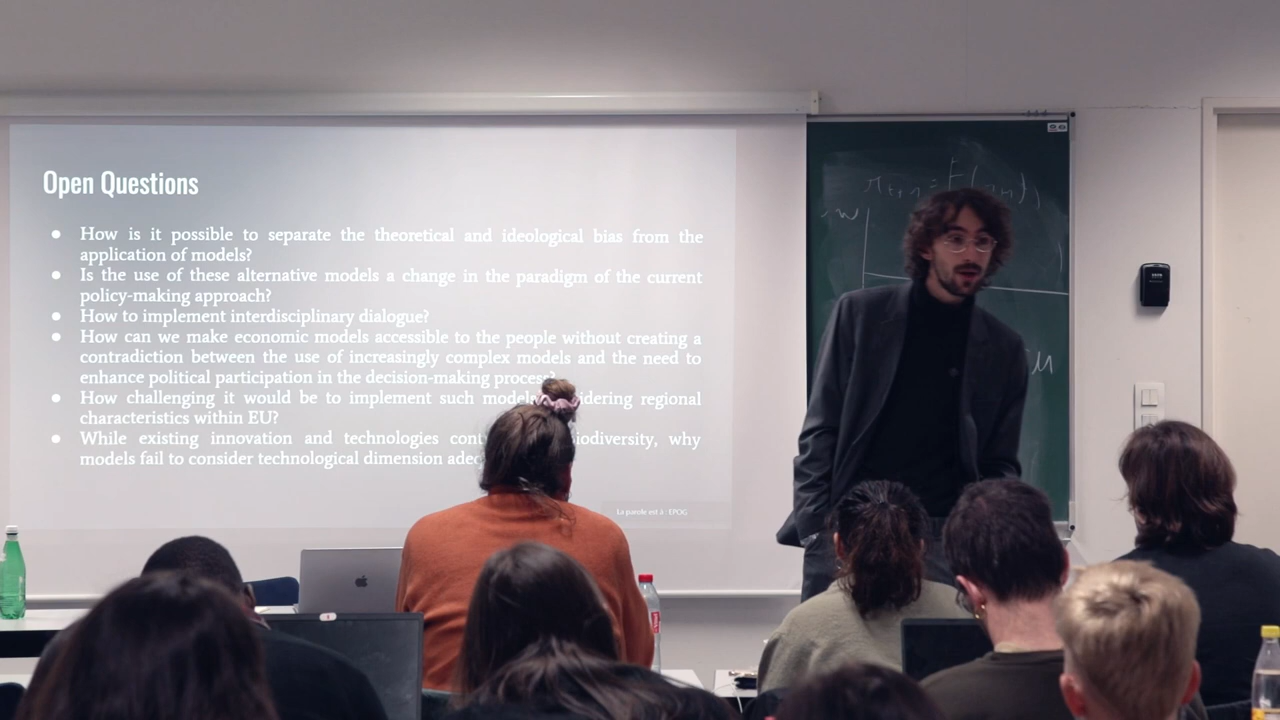 Open Questions
● How is it possible to separate the theoretical and ideological bias from the
application of models?
● Is the use of these alternative models a change in the paradigm of the current
policy-making approach?
● How to implement interdisciplinary dialogue?
● How can we make economic models accessible to the people without creating a
contradiction between the use of increasingly complex models and the need to
enhance political participation in the decision-making process?
● How challenging it would be to implement such models idering regional
characteristics within EU?
● While existing innovation and technologies cont iodiversity, why
models fail to consider technological dimension adeq
La parole est à : EPOG
w
u